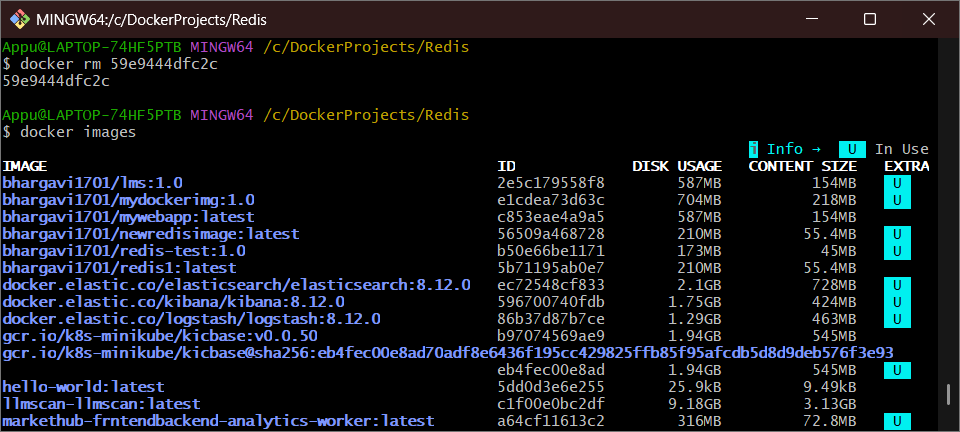 MINGW64:/c/DockerProjects/Redis
Appu@LAPTOP-74HF5PTB MINGW64 /c/DockerProjects/Redis
$ docker rm 59e9444dfc2c
59e9444dfc2c
Appu@LAPTOP-74HF5PTB MINGW64 /c/DockerProjects/Redis
$ docker images
i Info → U In Use
IMAGE ID DISK USAGE CONTENT SIZE EXTRA
bhargavi1701/lms:1.0 2e5c179558f8 587MB 154MB U
bhargavi1701/mydockerimg:1.0 e1cdea73d63c 704MB 218MB U
bhargavi1701/mywebapp:latest c853eae4a9a5 587MB 154MB
bhargavi1701/newredisimage:latest 56509a468728 210MB 55.4MB U
bhargavi1701/redis-test:1.0 b50e66be1171 173MB 45MB U
bhargavi1701/redis1:latest 5b71195ab0e7 210MB 55.4MB
docker.elastic.co/elasticsearch/elasticsearch:8.12.0 ec72548cf833 2.1GB 728MB U
docker.elastic.co/kibana/kibana:8.12.0 596700740fdb 1.75GB 424MB U
docker.elastic.co/logstash/logstash:8.12.0 86b37d87b7ce 1.29GB 463MB U
gcr.io/k8s-minikube/kicbase:v0.0.50 b97074569ae9 1.94GB 545MB
gcr.io/k8s-minikube/kicbase@sha256:eb4fec00e8ad70adf8e6436f195cc429825ffb85f95afcdb5d8d9deb576f3e93
eb4fec00e8ad 1.94GB 545MB U
hello-world:latest 5dd0d3e6e255 25.9kB 9.49kB
llmscan-llmscan:latest c1f00e0bc2df 9.18GB 3.13GB
markethub-frntendbackend-analytics-worker:latest a64cf11613c2 316MB 72.8MB U